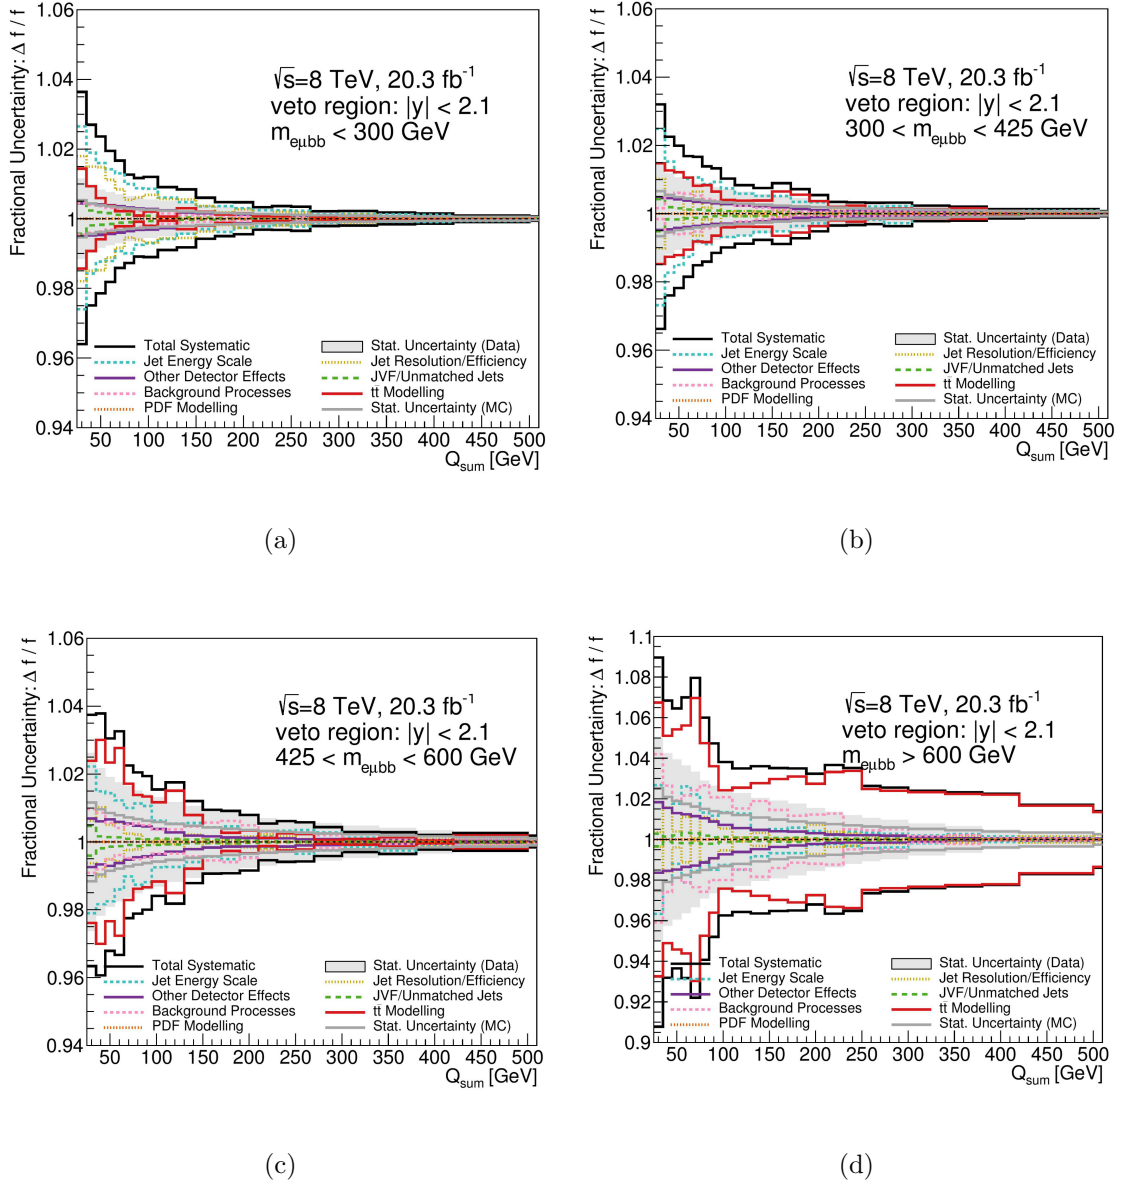 Fractional Uncertainty: Δ f / f
1.06
1.04
1.02
1
0.98
0.96
0.94
√s=8 TeV, 20.3 fb⁻¹
veto region: |y| < 2.1
m_eμbb < 300 GeV
Total Systematic
Jet Energy Scale
Other Detector Effects
Background Processes
PDF Modelling
Stat. Uncertainty (Data)
Jet Resolution/Efficiency
JVF/Unmatched Jets
tt̄ Modelling
Stat. Uncertainty (MC)
50 100 150 200 250 300 350 400 450 500
Q_sum [GeV]
(a)
Fractional Uncertainty: Δ f / f
1.06
1.04
1.02
1
0.98
0.96
0.94
√s=8 TeV, 20.3 fb⁻¹
veto region: |y| < 2.1
300 < m_eμbb < 425 GeV
Total Systematic
Jet Energy Scale
Other Detector Effects
Background Processes
PDF Modelling
Stat. Uncertainty (Data)
Jet Resolution/Efficiency
JVF/Unmatched Jets
tt̄ Modelling
Stat. Uncertainty (MC)
50 100 150 200 250 300 350 400 450 500
Q_sum [GeV]
(b)
Fractional Uncertainty: Δ f / f
1.06
1.04
1.02
1
0.98
0.96
0.94
√s=8 TeV, 20.3 fb⁻¹
veto region: |y| < 2.1
425 < m_eμbb < 600 GeV
Total Systematic
Jet Energy Scale
Other Detector Effects
Background Processes
PDF Modelling
Stat. Uncertainty (Data)
Jet Resolution/Efficiency
JVF/Unmatched Jets
tt̄ Modelling
Stat. Uncertainty (MC)
50 100 150 200 250 300 350 400 450 500
Q_sum [GeV]
(c)
Fractional Uncertainty: Δ f / f
1.1
1.08
1.06
1.04
1.02
1
0.98
0.96
0.94
0.92
0.9
√s=8 TeV, 20.3 fb⁻¹
veto region: |y| < 2.1
m_eμbb > 600 GeV
Total Systematic
Jet Energy Scale
Other Detector Effects
Background Processes
PDF Modelling
Stat. Uncertainty (Data)
Jet Resolution/Efficiency
JVF/Unmatched Jets
tt̄ Modelling
Stat. Uncertainty (MC)
50 100 150 200 250 300 350 400 450 500
Q_sum [GeV]
(d)